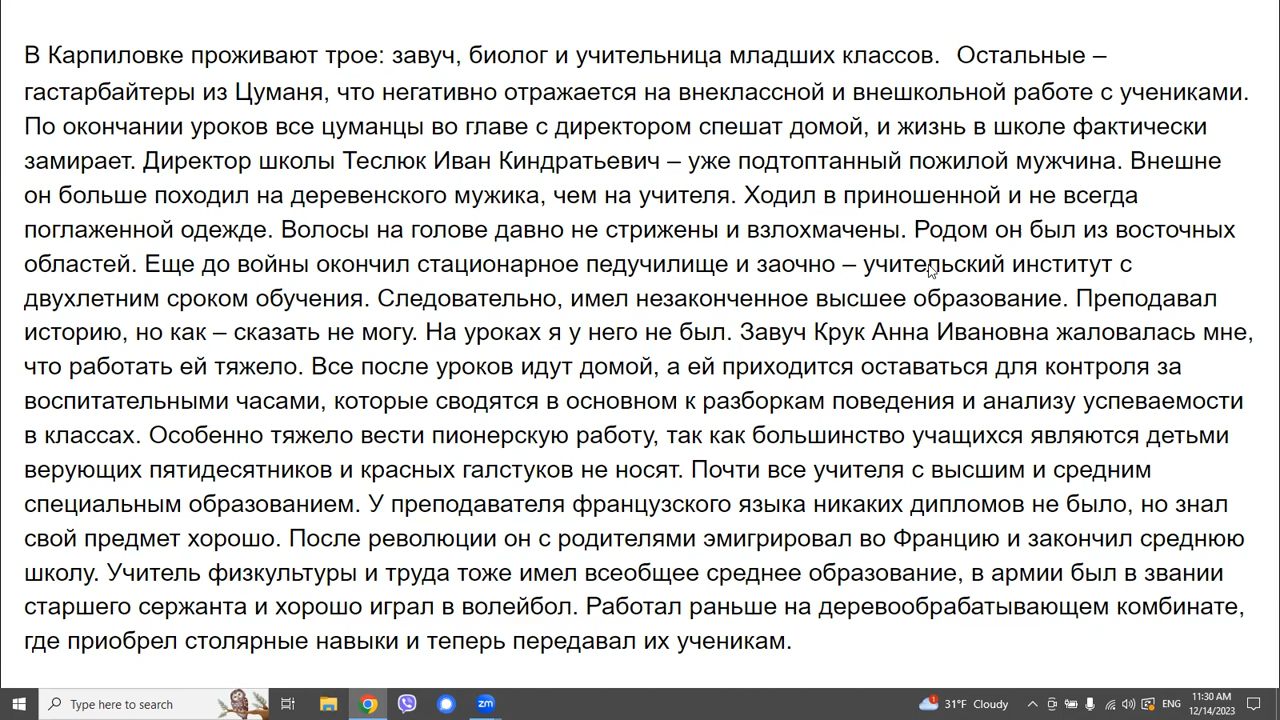 В Карпиловке проживают трое: завуч, биолог и учительница младших классов. Остальные –
гастарбайтеры из Цуманя, что негативно отражается на внеклассной и внешкольной работе с учениками.
По окончании уроков все цуманцы во главе с директором спешат домой, и жизнь в школе фактически
замирает. Директор школы Теслюк Иван Киндратьевич – уже подтоптанный пожилой мужчина. Внешне
он больше походил на деревенского мужика, чем на учителя. Ходил в приношенной и не всегда
поглаженной одежде. Волосы на голове давно не стрижены и взлохмачены. Родом он был из восточных
областей. Еще до войны окончил стационарное педучилище и заочно – учительский институт с
двухлетним сроком обучения. Следовательно, имел незаконченное высшее образование. Преподавал
историю, но как – сказать не могу. На уроках я у него не был. Завуч Крук Анна Ивановна жаловалась мне,
что работать ей тяжело. Все после уроков идут домой, а ей приходится оставаться для контроля за
воспитательными часами, которые сводятся в основном к разборкам поведения и анализу успеваемости
в классах. Особенно тяжело вести пионерскую работу, так как большинство учащихся являются детьми
верующих пятидесятников и красных галстуков не носят. Почти все учителя с высшим и средним
специальным образованием. У преподавателя французского языка никаких дипломов не было, но знал
свой предмет хорошо. После революции он с родителями эмигрировал во Францию и закончил среднюю
школу. Учитель физкультуры и труда тоже имел всеобщее среднее образование, в армии был в звании
старшего сержанта и хорошо играл в волейбол. Работал раньше на деревообрабатывающем комбинате,
где приобрел столярные навыки и теперь передавал их ученикам.
Type here to search
zm
1
31°F Cloudy
ENG
11:30 AM
12/14/2023